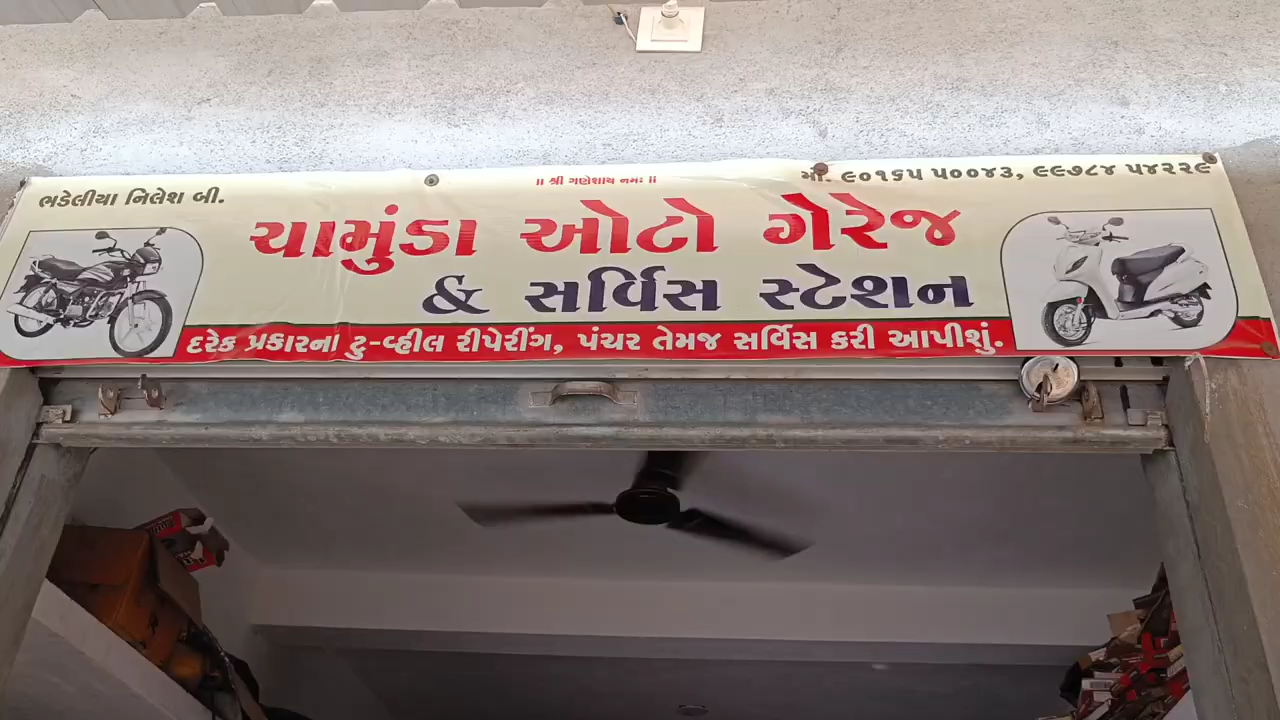 ॥ શ્રી ગણેશાય નમઃ ॥
ભડેલીયા નિલેશ બી.
મો. ૯૦૧૬૫ ૫૦૦૪૩, ૯૯૭૮૪ ૫૪૨૨૯
ચામુંડા ઓટો ગેરેજ
& સર્વિસ સ્ટેશન
દરેક પ્રકારના ટુ-વ્હીલ રીપેરીંગ, પંચર તેમજ સર્વિસ કરી આપીશું.